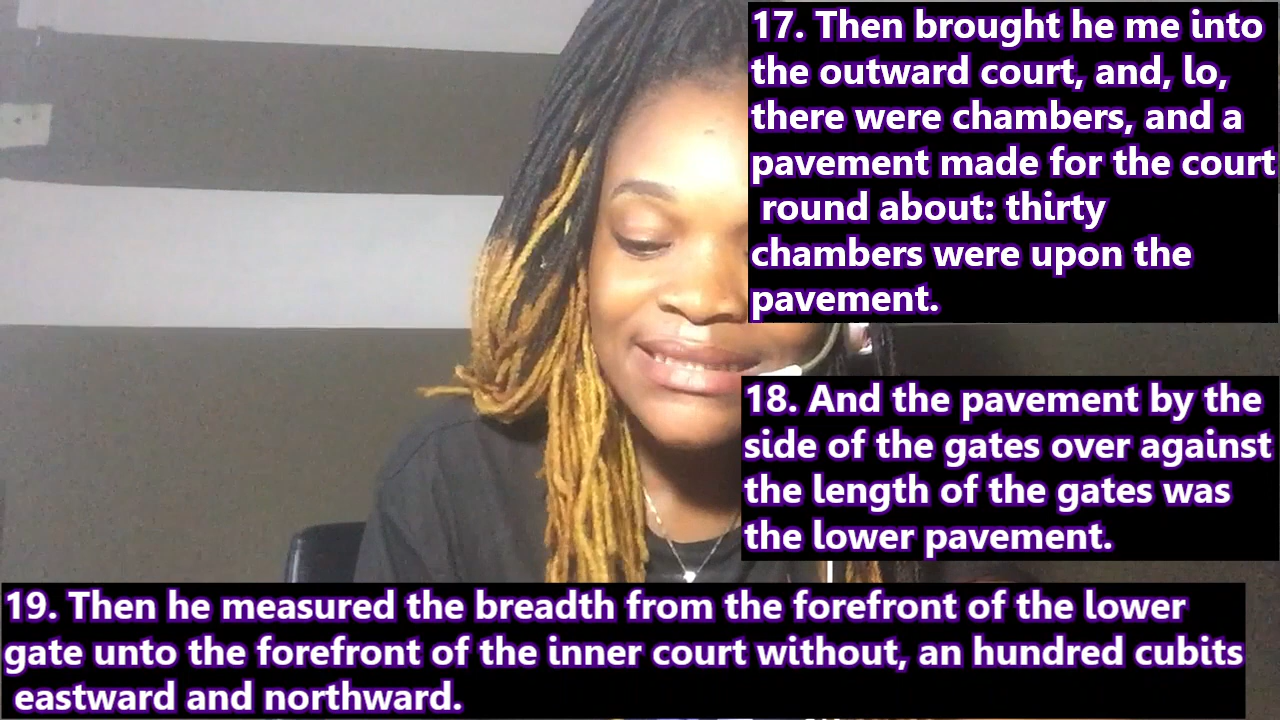 17. Then brought he me into
the outward court, and, lo,
there were chambers, and a
pavement made for the court
round about: thirty
chambers were upon the
pavement.
18. And the pavement by the
side of the gates over against
the length of the gates was
the lower pavement.
19. Then he measured the breadth from the forefront of the lower
gate unto the forefront of the inner court without, an hundred cubits
eastward and northward.